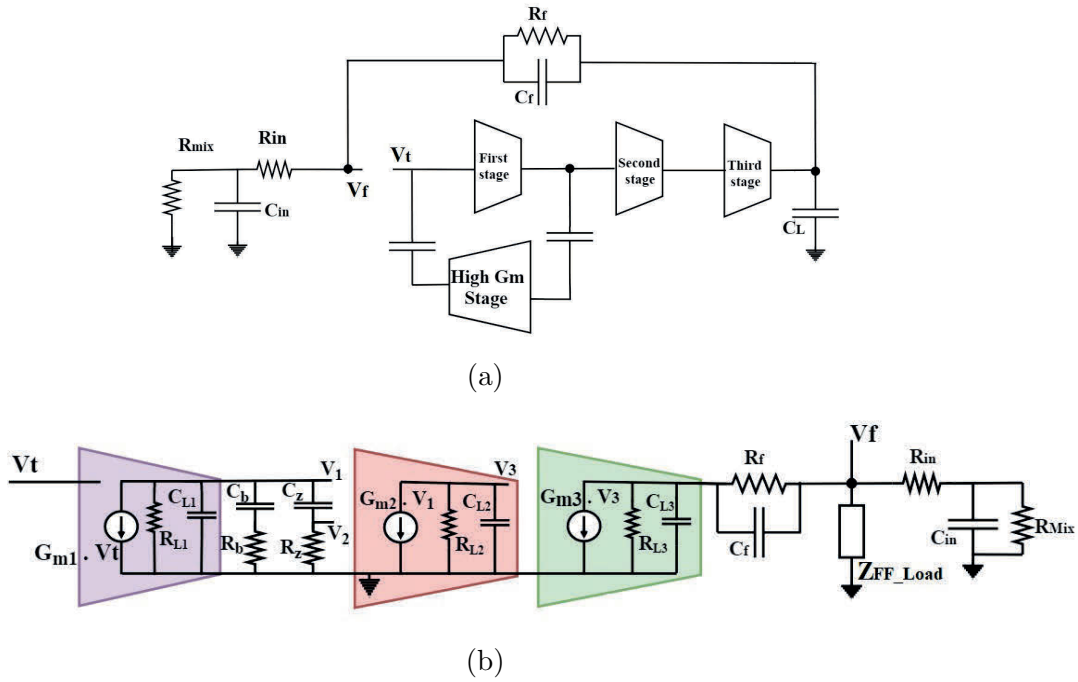 Rf
Cf
Rmix
Rin
Cin
Vf
Vt
First
stage
Second
stage
Third
stage
CL
High Gm
Stage
(a)
Vt
Gm1 . Vt
RL1
CL1
Cb
Rb
Cz
Rz
V1
V2
Gm2 . V1
RL2
CL2
V3
Gm3 . V3
RL3
CL3
Rf
Cf
Vf
ZFF_Load
Rin
Cin
RMix
(b)